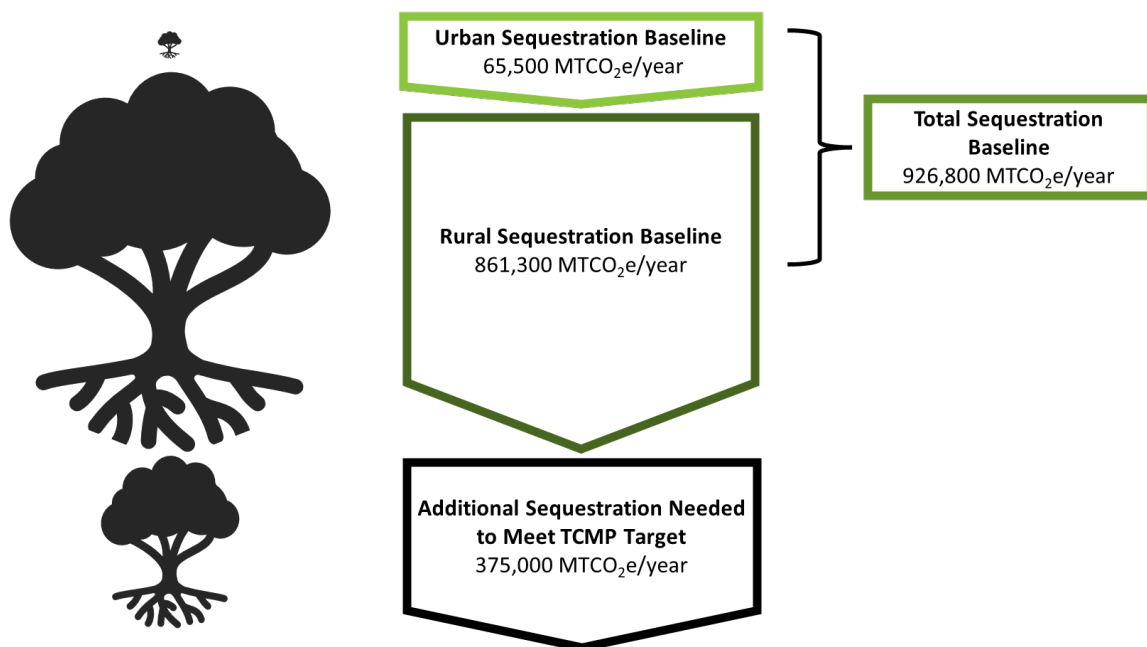 Urban Sequestration Baseline
65,500 MTCO₂e/year
Total Sequestration
Baseline
926,800 MTCO₂e/year
Rural Sequestration Baseline
861,300 MTCO₂e/year
Additional Sequestration Needed
to Meet TCMP Target
375,000 MTCO₂e/year